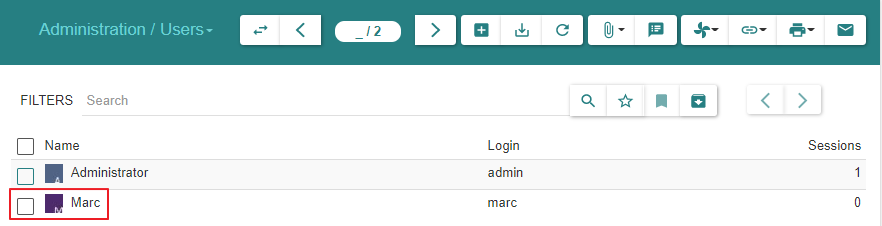 Administration / Users
_ / 2
FILTERS Search
Name Login Sessions
A Administrator admin 1
M Marc marc 0